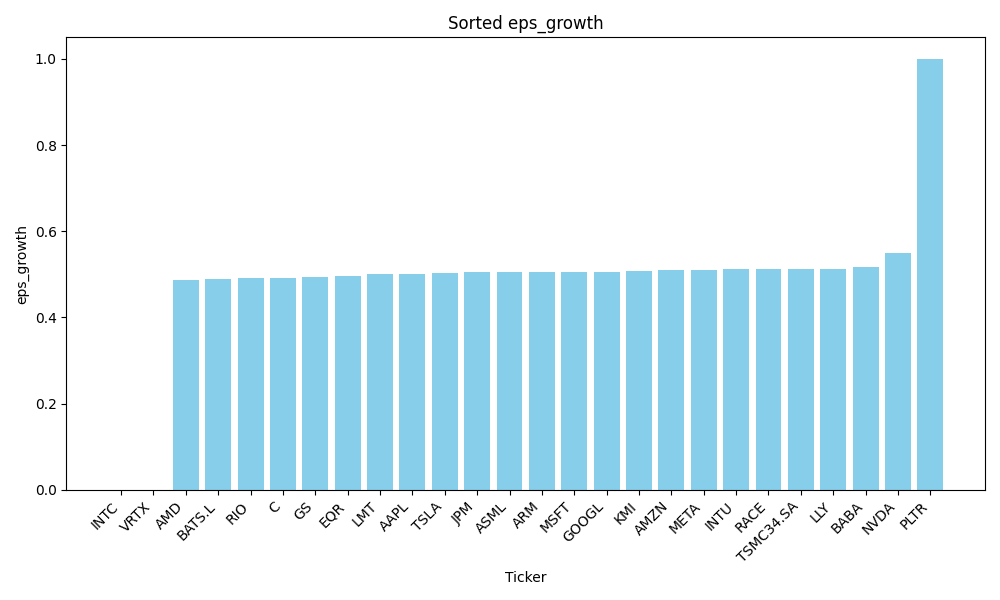 Sorted eps_growth
eps_growth
1.0
0.8
0.6
0.4
0.2
0.0
INTC
VRTX
AMD
BATS.L
RIO
C
GS
EQR
LMT
AAPL
TSLA
JPM
ASML
ARM
MSFT
GOOGL
KMI
AMZN
META
INTU
RACE
TSMC34.SA
LLY
BABA
NVDA
PLTR
Ticker